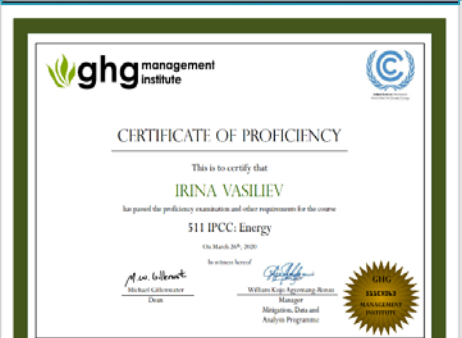 ghg management
institute
CERTIFICATE OF PROFICIENCY
This is to certify that
IRINA VASILIEV
has passed the proficiency examination and other requirements for the course
511 IPCC: Energy
On March 26th, 2020
In witness hereof
Michael Gillenwater
Dean
William Kojo Agyemang-Bonsu
Manager
Mitigation, Data and
Analysis Programme
GHG
MANAGEMENT
INSTITUTE